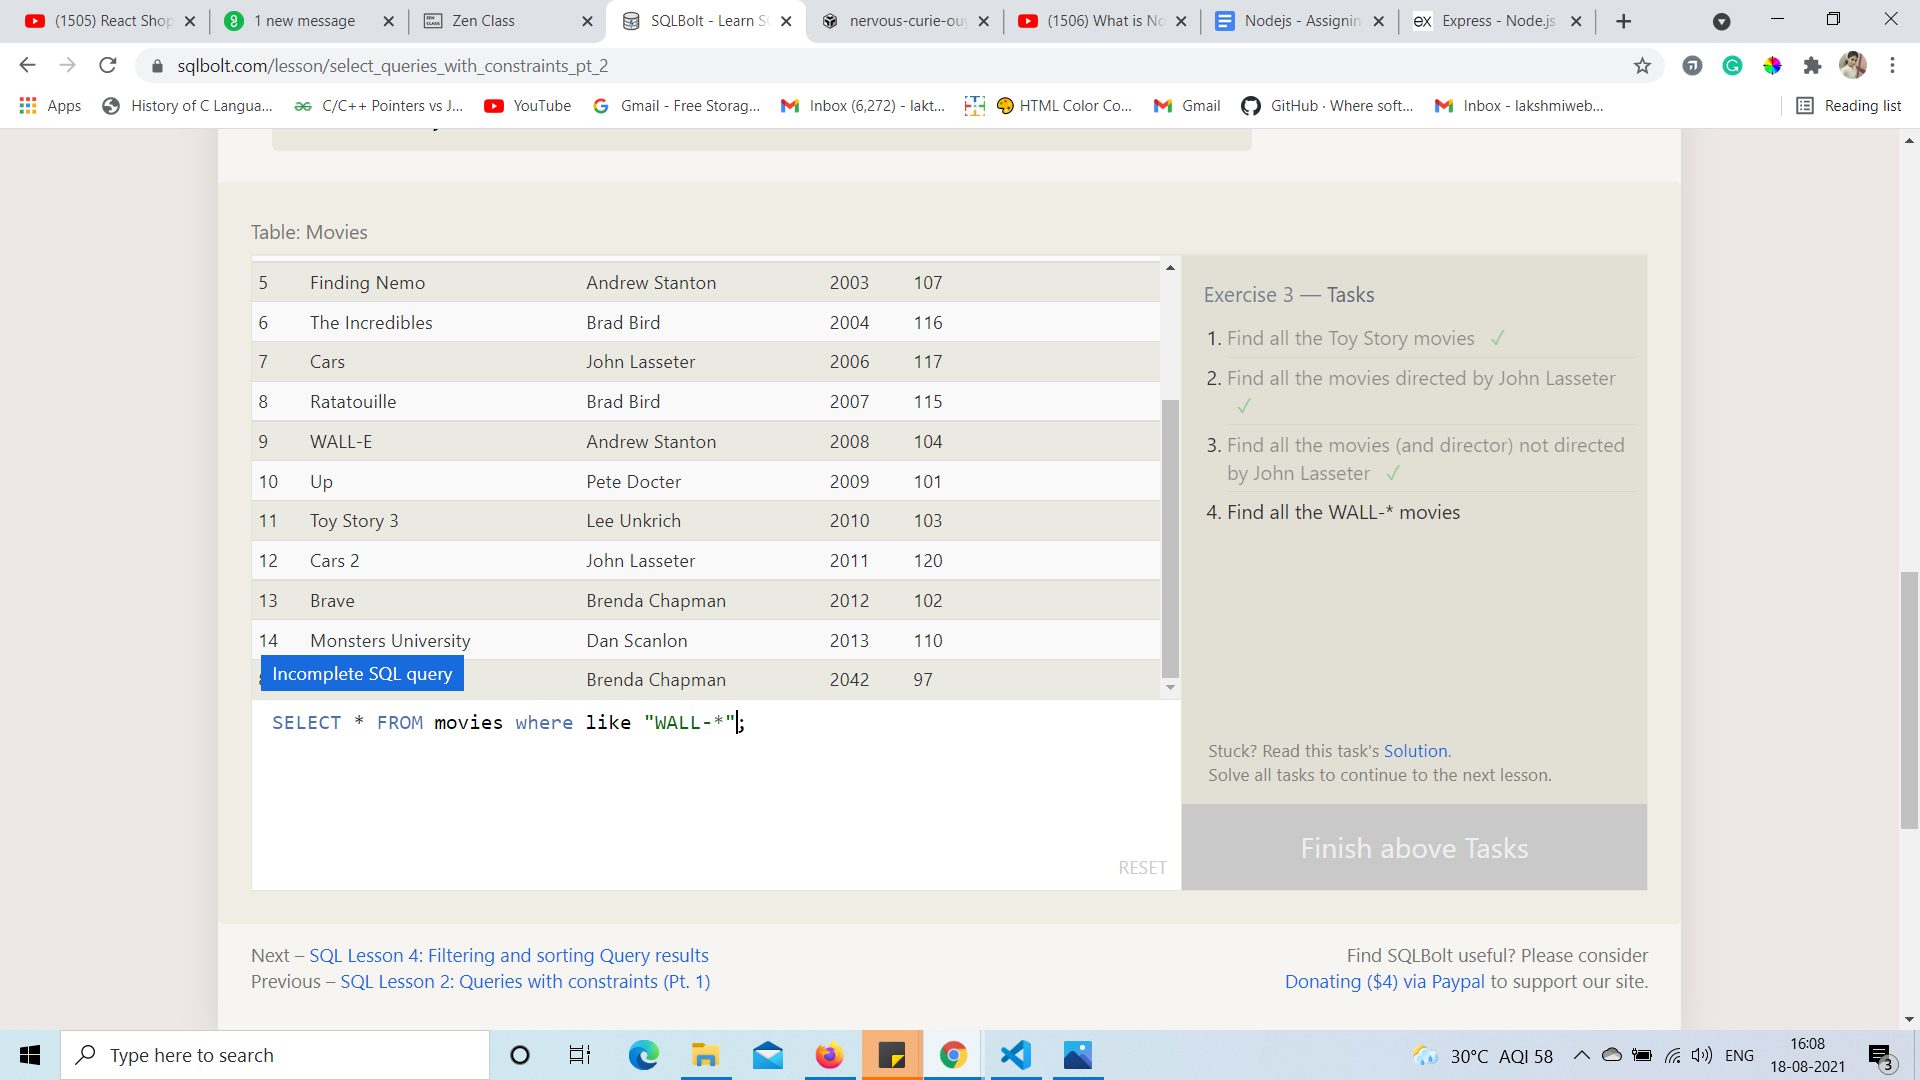 (1505) React Shop
1 new message
Zen Class
SQLBolt - Learn S
nervous-curie-ou
(1506) What is No
Nodejs - Assignin
Express - Node.js
sqlbolt.com/lesson/select_queries_with_constraints_pt_2
Apps
History of C Langua...
C/C++ Pointers vs J...
YouTube
Gmail - Free Storag...
Inbox (6,272) - lakt...
HTML Color Co...
Gmail
GitHub · Where soft...
Inbox - lakshmiweb...
Reading list
Table: Movies
5 Finding Nemo Andrew Stanton 2003 107
6 The Incredibles Brad Bird 2004 116
7 Cars John Lasseter 2006 117
8 Ratatouille Brad Bird 2007 115
9 WALL-E Andrew Stanton 2008 104
10 Up Pete Docter 2009 101
11 Toy Story 3 Lee Unkrich 2010 103
12 Cars 2 John Lasseter 2011 120
13 Brave Brenda Chapman 2012 102
14 Monsters University Dan Scanlon 2013 110
Brenda Chapman 2042 97
Incomplete SQL query
SELECT * FROM movies where like "WALL-*";
RESET
Exercise 3 — Tasks
1. Find all the Toy Story movies ✓
2. Find all the movies directed by John Lasseter
✓
3. Find all the movies (and director) not directed
by John Lasseter ✓
4. Find all the WALL-* movies
Stuck? Read this task's Solution.
Solve all tasks to continue to the next lesson.
Finish above Tasks
Next – SQL Lesson 4: Filtering and sorting Query results
Previous – SQL Lesson 2: Queries with constraints (Pt. 1)
Find SQLBolt useful? Please consider
Donating ($4) via Paypal to support our site.
Type here to search
30°C AQI 58
ENG
16:08
18-08-2021
3